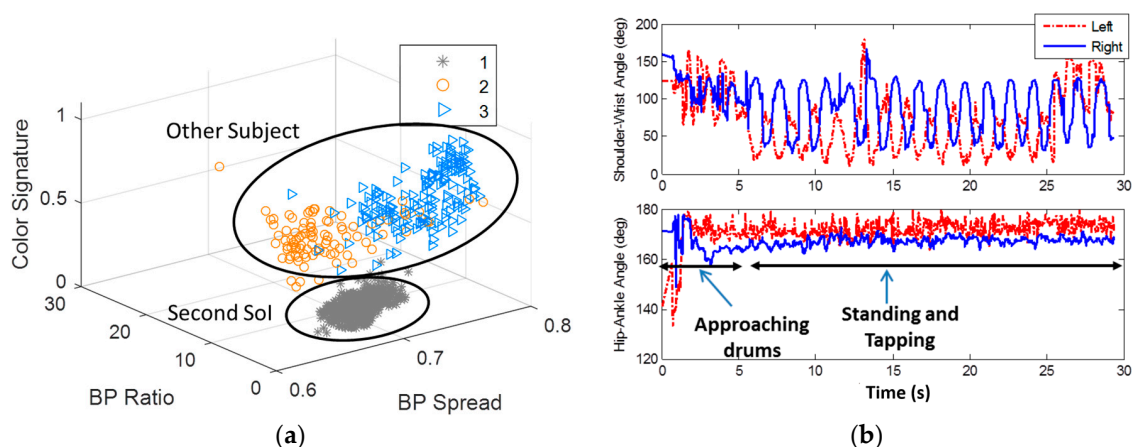 1
2
3
Other Subject
Second SoI
Color Signature
1
0.5
0
30
20
10
0
0.6
0.7
0.8
BP Ratio
BP Spread
(a)
(b)
Left
Right
Shoulder-Wrist Angle (deg)
200
150
100
50
0
0 5 10 15 20 25 30
Hip-Ankle Angle (deg)
180
160
140
120
Approaching
drums
Standing and
Tapping
0 5 10 15 20 25 30
Time (s)